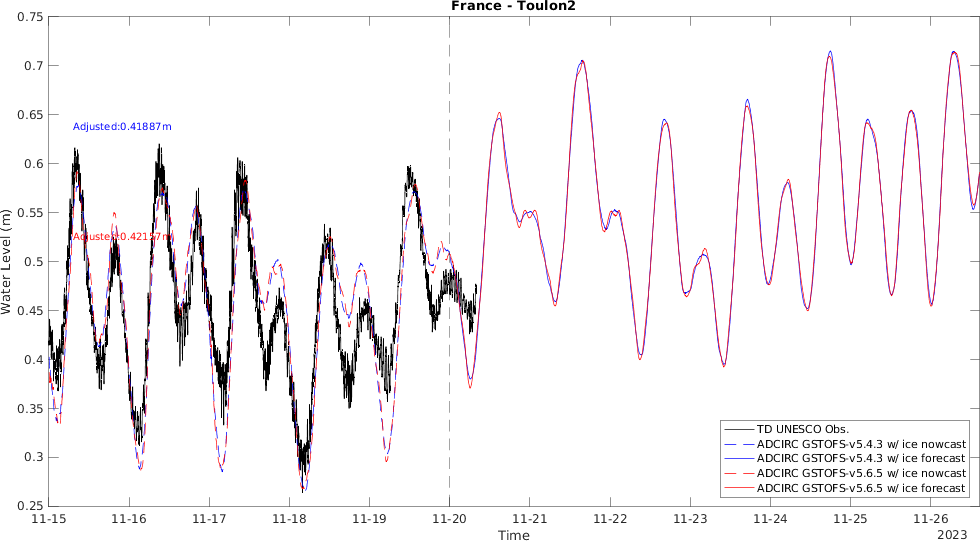 France - Toulon2
0.75
0.7
0.65
0.6
0.55
0.5
0.45
0.4
0.35
0.3
0.25
Water Level (m)
Adjusted:0.41887m
Adjusted:0.42157m
TD UNESCO Obs.
ADCIRC GSTOFS-v5.4.3 w/ ice nowcast
ADCIRC GSTOFS-v5.4.3 w/ ice forecast
ADCIRC GSTOFS-v5.6.5 w/ ice nowcast
ADCIRC GSTOFS-v5.6.5 w/ ice forecast
11-15 11-16 11-17 11-18 11-19 11-20 11-21 11-22 11-23 11-24 11-25 11-26
Time
2023